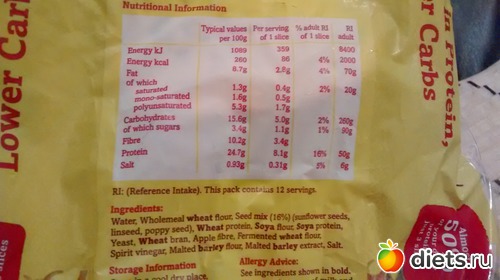 Nutritional Information
Typical values per 100g Per serving of 1 slice % adult RI of 1 slice RI adult
Energy kJ 1089 359 8400
Energy kcal 260 86 4% 2000
Fat 8.7g 2.8g 4% 70g
of which
saturated 1.3g 0.4g 2% 20g
mono-saturated 1.6g 0.5g
polyunsaturated 5.3g 1.7g
Carbohydrates 15.6g 5.0g 2% 260g
of which sugars 3.4g 1.1g 1% 90g
Fibre 10.2g 3.4g
Protein 24.7g 8.1g 16% 50g
Salt 0.93g 0.31g 5% 6g
RI: (Reference Intake). This pack contains 12 servings.
Ingredients:
Water, Wholemeal wheat flour, Seed mix (16%) (sunflower seeds,
linseed, poppy seed), Wheat protein, Soya flour, Soya protein,
Yeast, Wheat bran, Apple fibre, Fermented wheat flour,
Spirit vinegar, Malted barley flour, Malted barley extract, Salt.
Storage Information
cool dry place
Allergy Advice:
See ingredients shown in bold.
Lower Carb
Protein,
Carbs
50
slices
diets.ru